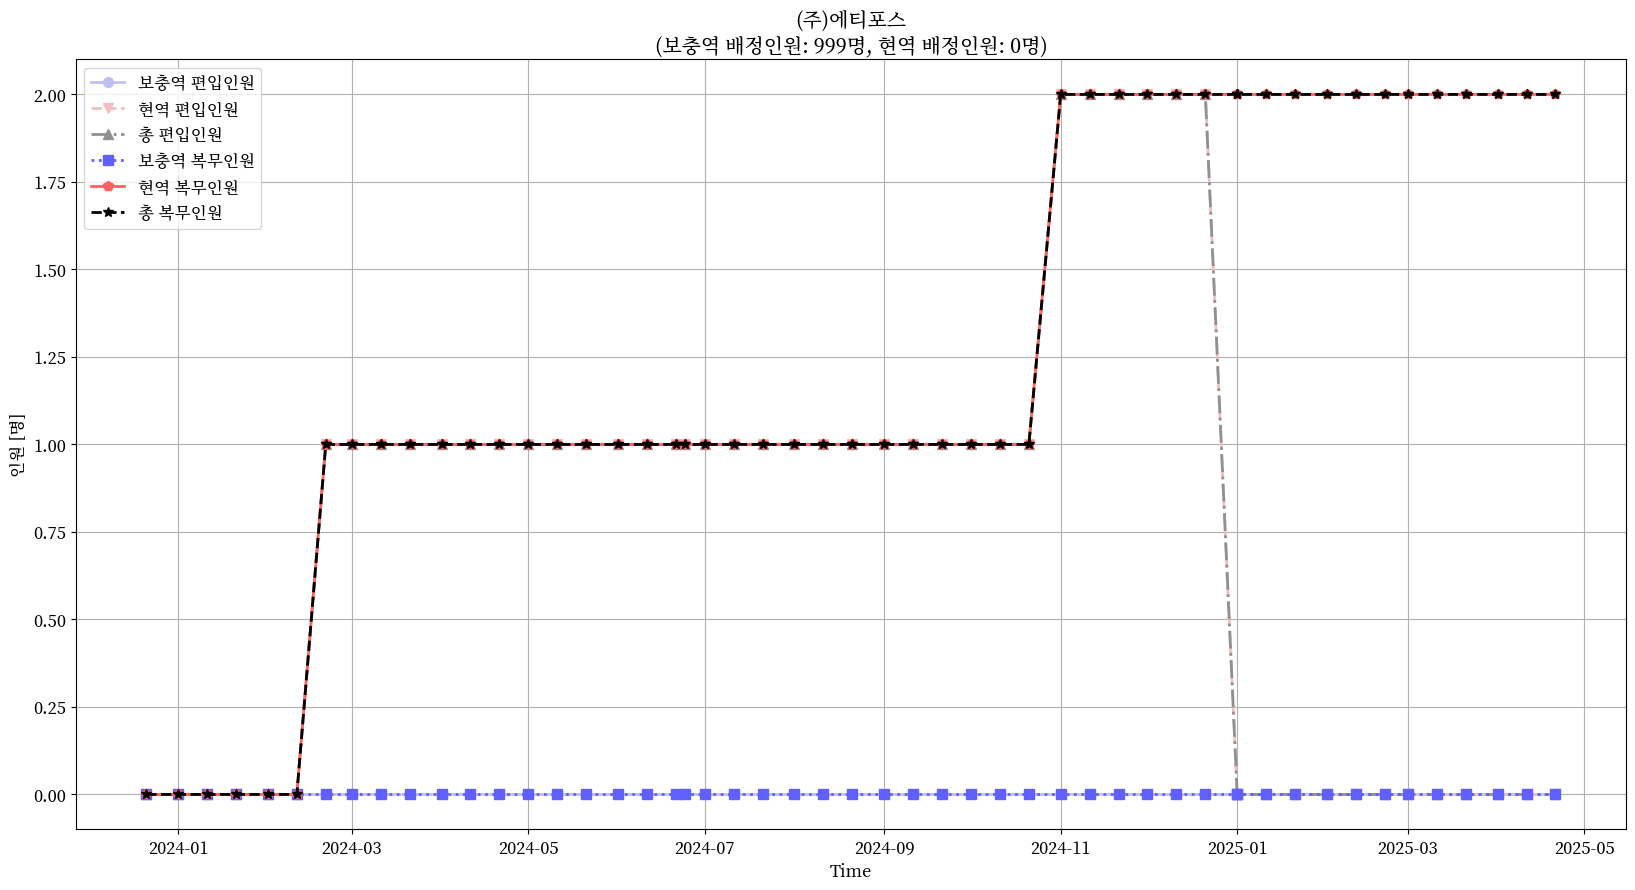 (주)에티포스
(보충역 배정인원: 999명, 현역 배정인원: 0명)
보충역 편입인원
현역 편입인원
총 편입인원
보충역 복무인원
현역 복무인원
총 복무인원
2.00
1.75
1.50
1.25
1.00
0.75
0.50
0.25
0.00
인원 [명]
2024-01 2024-03 2024-05 2024-07 2024-09 2024-11 2025-01 2025-03 2025-05
Time